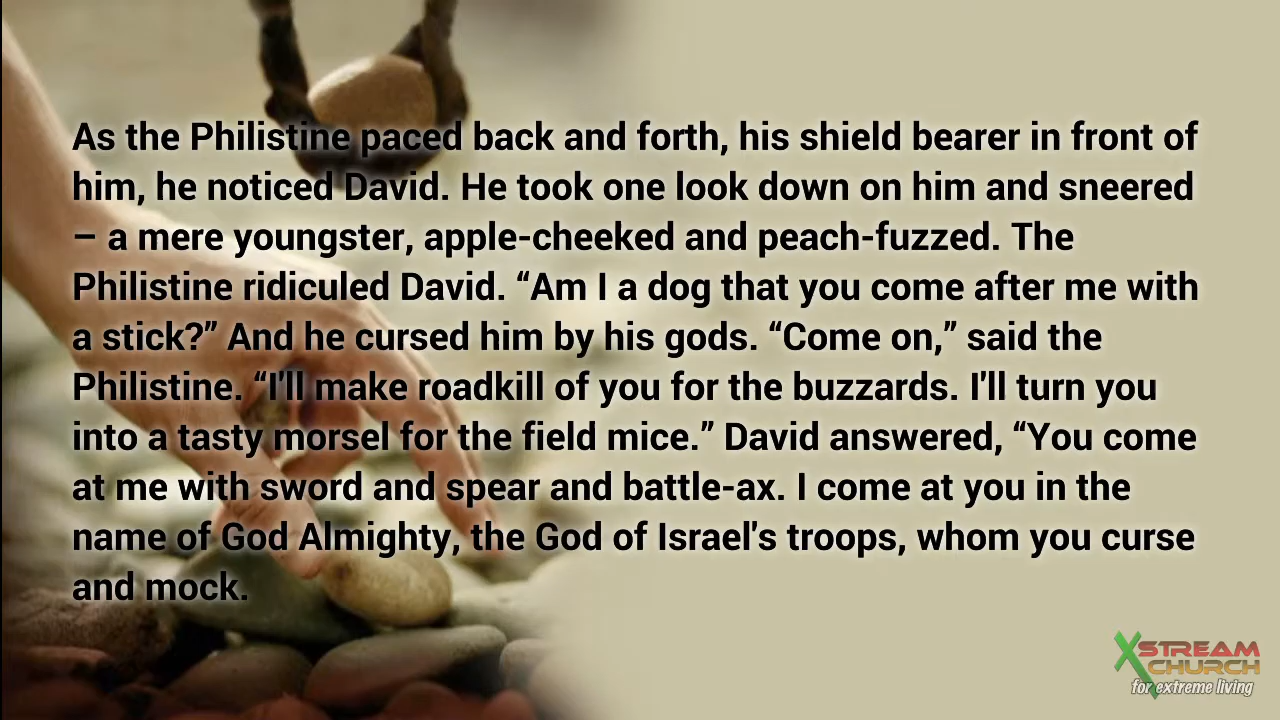 As the Philistine paced back and forth, his shield bearer in front of
him, he noticed David. He took one look down on him and sneered
– a mere youngster, apple-cheeked and peach-fuzzed. The
Philistine ridiculed David. “Am I a dog that you come after me with
a stick?” And he cursed him by his gods. “Come on,” said the
Philistine. “I'll make roadkill of you for the buzzards. I'll turn you
into a tasty morsel for the field mice.” David answered, “You come
at me with sword and spear and battle-ax. I come at you in the
name of God Almighty, the God of Israel's troops, whom you curse
and mock.
XSTREAM
CHURCH
for extreme living